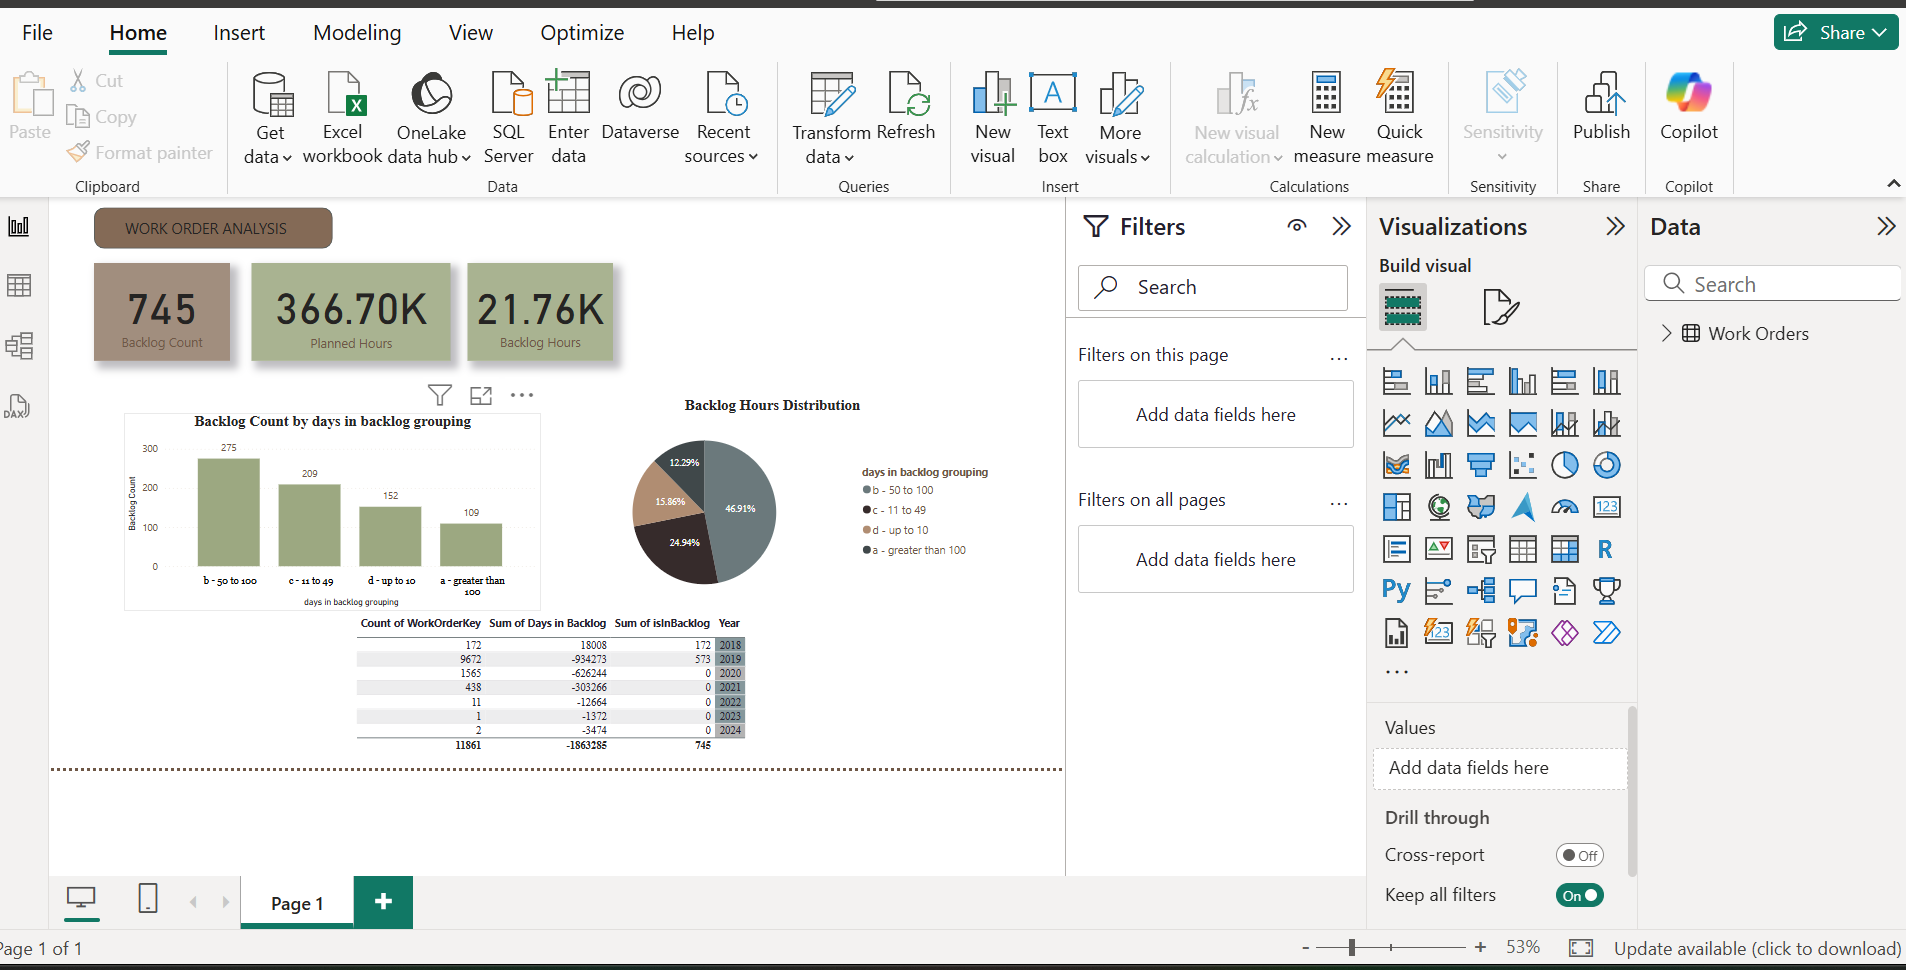 File Home Insert Modeling View Optimize Help Share
Paste Cut
Copy
Format painter
Clipboard
Get data
Excel workbook
OneLake data hub
SQL Server
Enter data
Dataverse
Recent sources
Data
Transform data
Refresh
Queries
New visual
Text box
A
More visuals
Insert
New visual calculation
New measure
Quick measure
Calculations
Sensitivity
Sensitivity
Publish
Share
Copilot
Copilot
DAX
WORK ORDER ANALYSIS
745
Backlog Count
366.70K
Planned Hours
21.76K
Backlog Hours
Backlog Count by days in backlog grouping
Backlog Count
300
200
100
0
275
209
152
109
b - 50 to 100
c - 11 to 49
d - up to 10
a - greater than 100
days in backlog grouping
Backlog Hours Distribution
12.29%
15.86%
46.91%
24.94%
days in backlog grouping
b - 50 to 100
c - 11 to 49
d - up to 10
a - greater than 100
Count of WorkOrderKey Sum of Days in Backlog Sum of isInBacklog Year
172 18008 172 2018
9672 -934273 573 2019
1565 -626244 0 2020
438 -303266 0 2021
11 -12664 0 2022
1 -1372 0 2023
2 -3474 0 2024
11861 -1863285 745
Filters
Search
Filters on this page ...
Add data fields here
Filters on all pages ...
Add data fields here
Visualizations
Build visual
123
R
Py
123
...
Values
Add data fields here
Drill through
Cross-report Off
Keep all filters On
Data
Search
Work Orders
Page 1 +
Page 1 of 1
- + 53%
Update available (click to download)